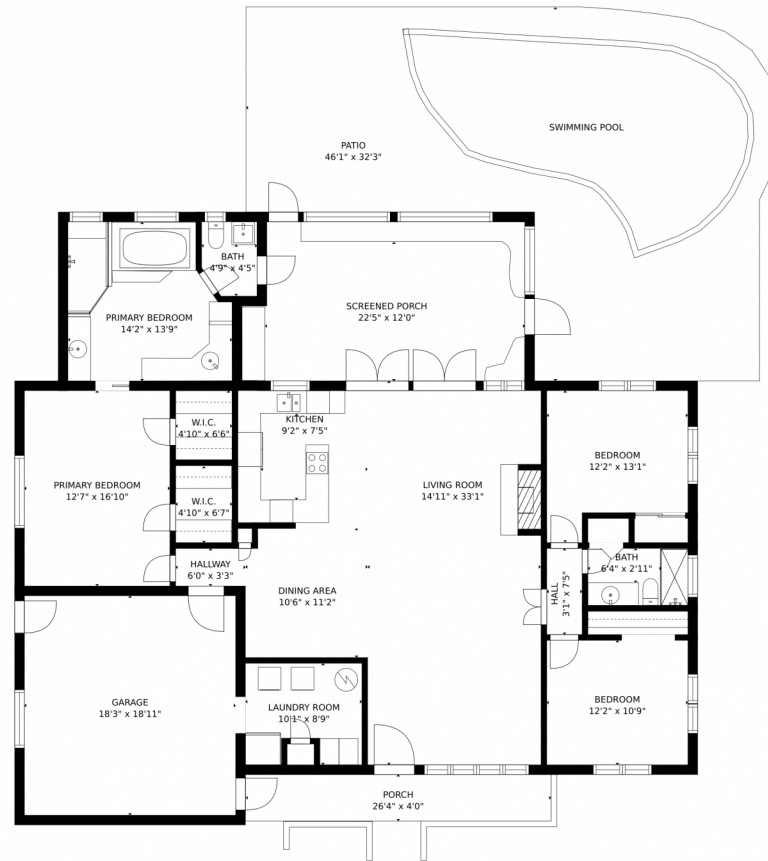 SWIMMING POOL
PATIO
46'1" x 32'3"
BATH
4'9" x 4'5"
SCREENED PORCH
22'5" x 12'0"
PRIMARY BEDROOM
14'2" x 13'9"
KITCHEN
9'2" x 7'5"
W.I.C.
4'10" x 6'6"
BEDROOM
12'2" x 13'1"
PRIMARY BEDROOM
12'7" x 16'10"
LIVING ROOM
14'11" x 33'1"
W.I.C.
4'10" x 6'7"
BATH
6'4" x 2'11"
HALLWAY
6'0" x 3'3"
HALL
3'1" x 7'5"
DINING AREA
10'6" x 11'2"
GARAGE
18'3" x 18'11"
LAUNDRY ROOM
10'1" x 8'9"
BEDROOM
12'2" x 10'9"
PORCH
26'4" x 4'0"